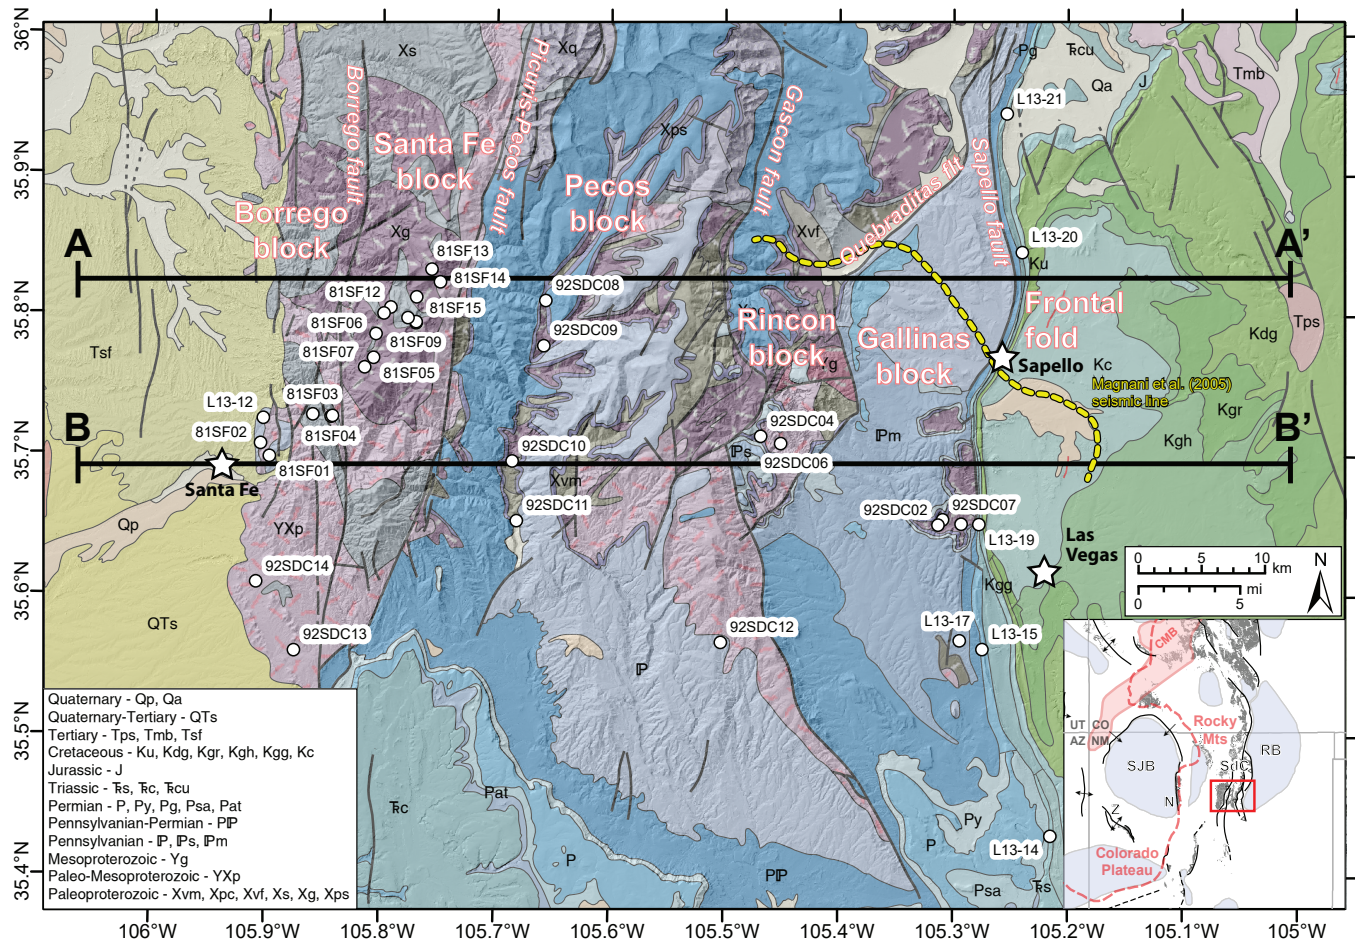 36°N
35.9°N
35.8°N
35.7°N
35.6°N
35.5°N
35.4°N
106°W
105.9°W
105.8°W
105.7°W
105.6°W
105.5°W
105.4°W
105.3°W
105.2°W
105.1°W
105°W
Xs
Xq
Pg
Ꞧcu
Qa
J
Tmb
L13-21
Borrego fault
Picuris-Pecos fault
Gascon fault
Sapello fault
Quebraditas flt
Xps
Santa Fe
block
Pecos
block
Borrego
block
Xg
Xvf
L13-20
Ku
A
A’
81SF13
81SF14
81SF12
81SF15
81SF06
81SF09
81SF07
81SF05
92SDC08
92SDC09
Rincon
block
Yg
Gallinas
block
Frontal
fold
Sapello
Kc
Magnani et al. (2005)
seismic line
Kdg
Tps
Kgr
Kgh
Tsf
L13-12
81SF03
81SF02
81SF04
81SF01
B
B’
Santa Fe
92SDC10
92SDC04
92SDC06
ℙs
ℙm
Xvm
92SDC11
92SDC02
92SDC07
L13-19
Las
Vegas
Qp
YXp
92SDC14
Kgg
QTs
92SDC13
92SDC12
L13-17
L13-15
ℙ
0 5 10 km
0 5 mi
N
Quaternary - Qp, Qa
Quaternary-Tertiary - QTs
Tertiary - Tps, Tmb, Tsf
Cretaceous - Ku, Kdg, Kgr, Kgh, Kgg, Kc
Jurassic - J
Triassic - Ꞧs, Ꞧc, Ꞧcu
Permian - P, Py, Pg, Psa, Pat
Pennsylvanian-Permian - Pℙ
Pennsylvanian - ℙ, ℙs, ℙm
Mesoproterozoic - Yg
Paleo-Mesoproterozoic - YXp
Paleoproterozoic - Xvm, Xpc, Xvf, Xs, Xg, Xps
Ꞧc
Pat
P
Pℙ
Py
P
L13-14
Psa
Ꞧs
CMB
UT CO
AZ NM
Rocky
Mts
SJB
SdC
RB
N
Z
Colorado
Plateau